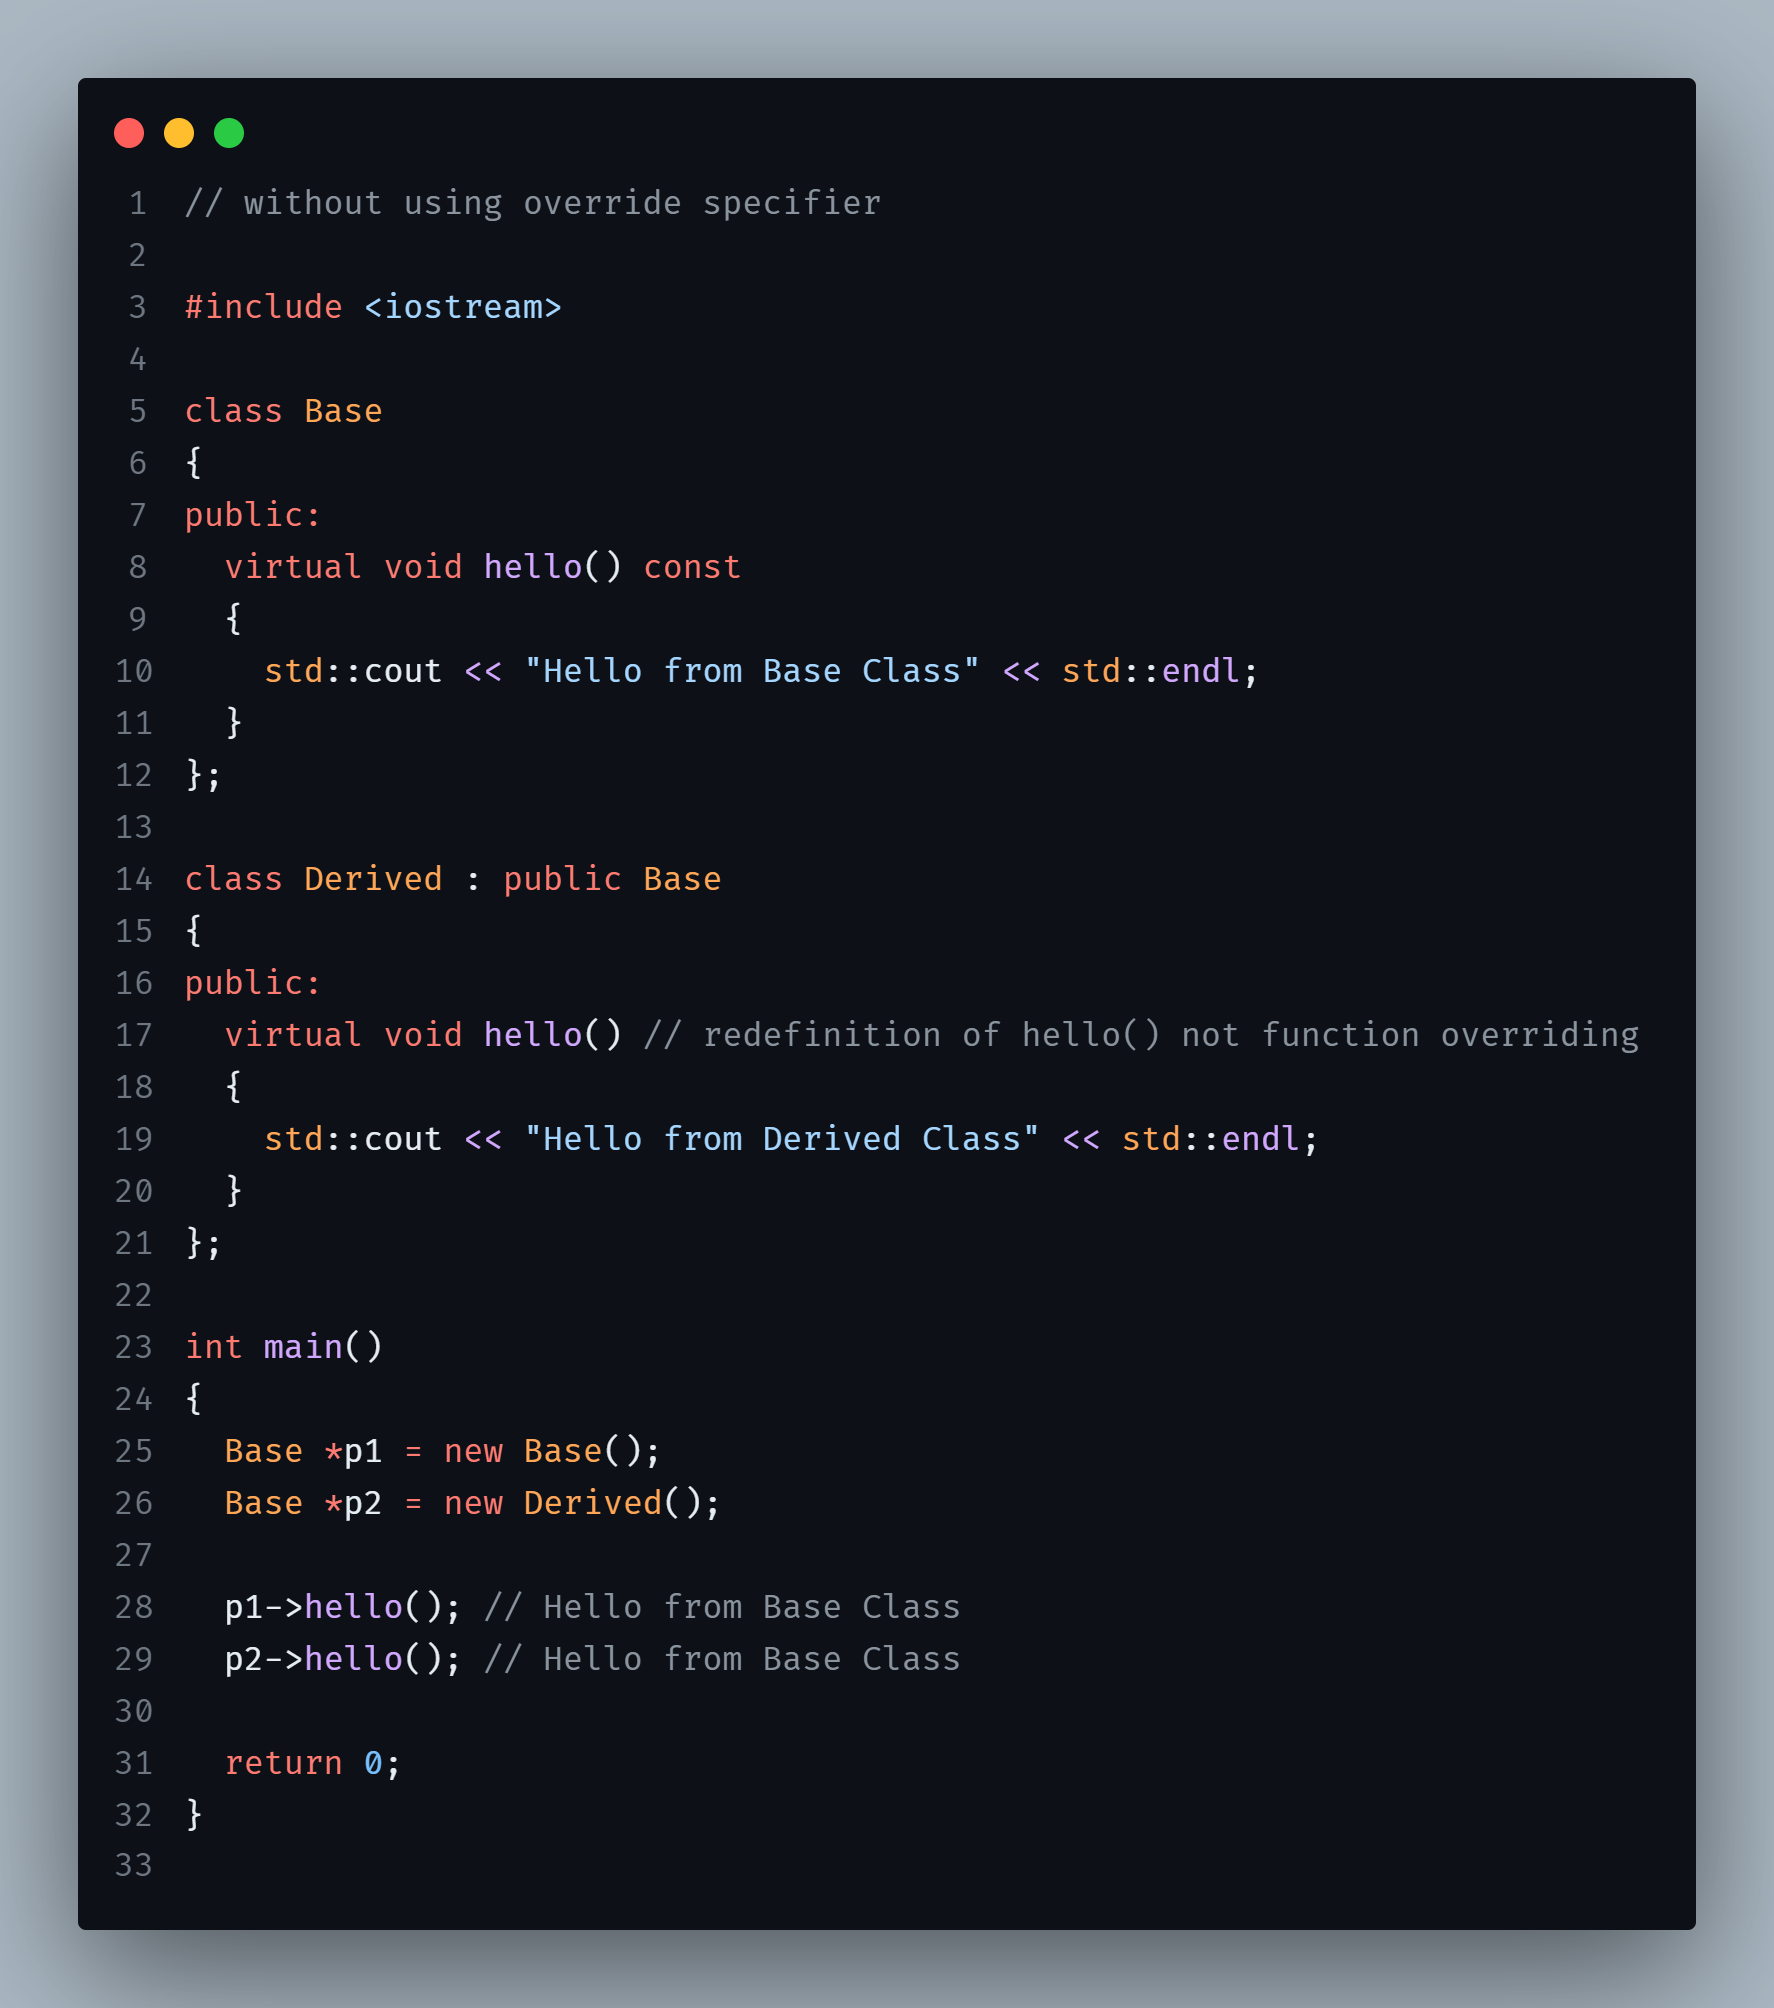 1 // without using override specifier
2
3 #include <iostream>
4
5 class Base
6 {
7 public:
8   virtual void hello() const
9   {
10     std::cout << "Hello from Base Class" << std::endl;
11   }
12 };
13
14 class Derived : public Base
15 {
16 public:
17   virtual void hello() // redefinition of hello() not function overriding
18   {
19     std::cout << "Hello from Derived Class" << std::endl;
20   }
21 };
22
23 int main()
24 {
25   Base *p1 = new Base();
26   Base *p2 = new Derived();
27
28   p1->hello(); // Hello from Base Class
29   p2->hello(); // Hello from Base Class
30
31   return 0;
32 }
33